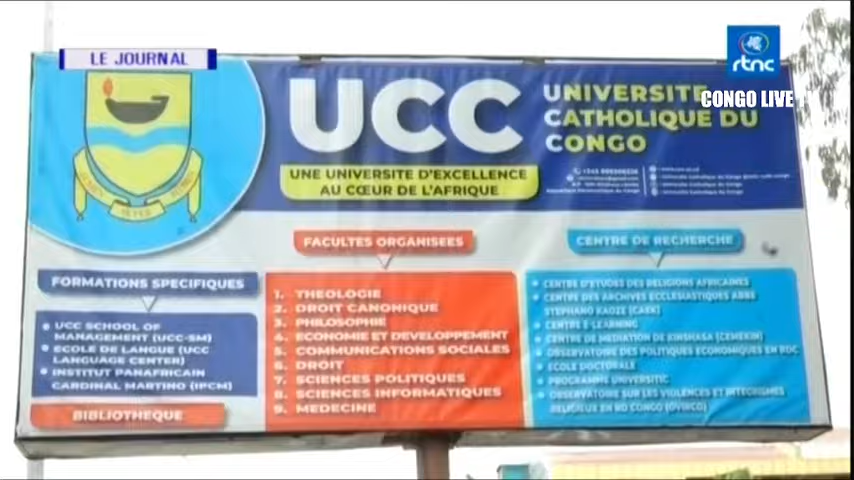 LE JOURNAL
rtnc
CONGO LIVE
UCC
UNIVERSITE
CATHOLIQUE DU
CONGO
UNE UNIVERSITE D'EXCELLENCE
AU CŒUR DE L'AFRIQUE
FORMATIONS SPECIFIQUES
UCC SCHOOL OF
MANAGEMENT (UCC-SM)
ECOLE DE LANGUE (UCC
LANGUAGE CENTER)
INSTITUT PANAFRICAIN
CARDINAL MARTINO (IPCM)
BIBLIOTHEQUE
FACULTES ORGANISEES
1. THEOLOGIE
2. DROIT CANONIQUE
3. PHILOSOPHIE
4. ECONOMIE ET DEVELOPPEMENT
5. COMMUNICATIONS SOCIALES
6. DROIT
7. SCIENCES POLITIQUES
8. SCIENCES INFORMATIQUES
9. MEDECINE
CENTRE DE RECHERCHE
CENTRE D'ETUDES DES RELIGIONS AFRICAINES
CENTRE DES ARCHIVES ECCLESIASTIQUES ABBE
STEPHANO KAOZE (CAEK)
CENTRE E-LEARNING
CENTRE DE MEDIATION DE KINSHASA (CEMEKIN)
OBSERVATOIRE DES POLITIQUES ECONOMIQUES EN RDC
ECOLE DOCTORALE
PROGRAMME UNIVERSITIC
OBSERVATOIRE SUR LES VIOLENCES ET INTEGRISMES
RELIGIEUX EN RD CONGO (OVIRCO)